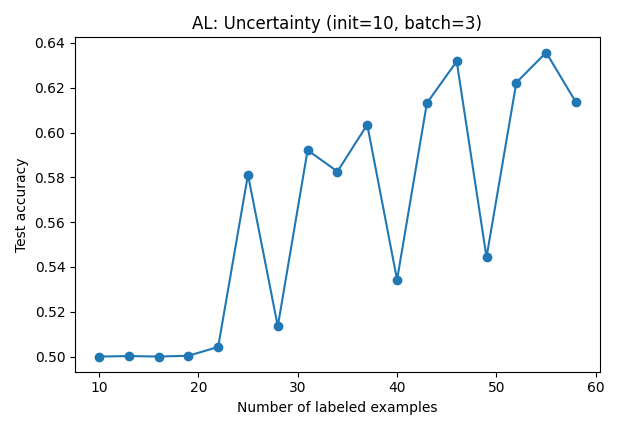 AL: Uncertainty (init=10, batch=3)
0.64
0.62
0.60
0.58
0.56
0.54
0.52
0.50
Test accuracy
10 20 30 40 50 60
Number of labeled examples